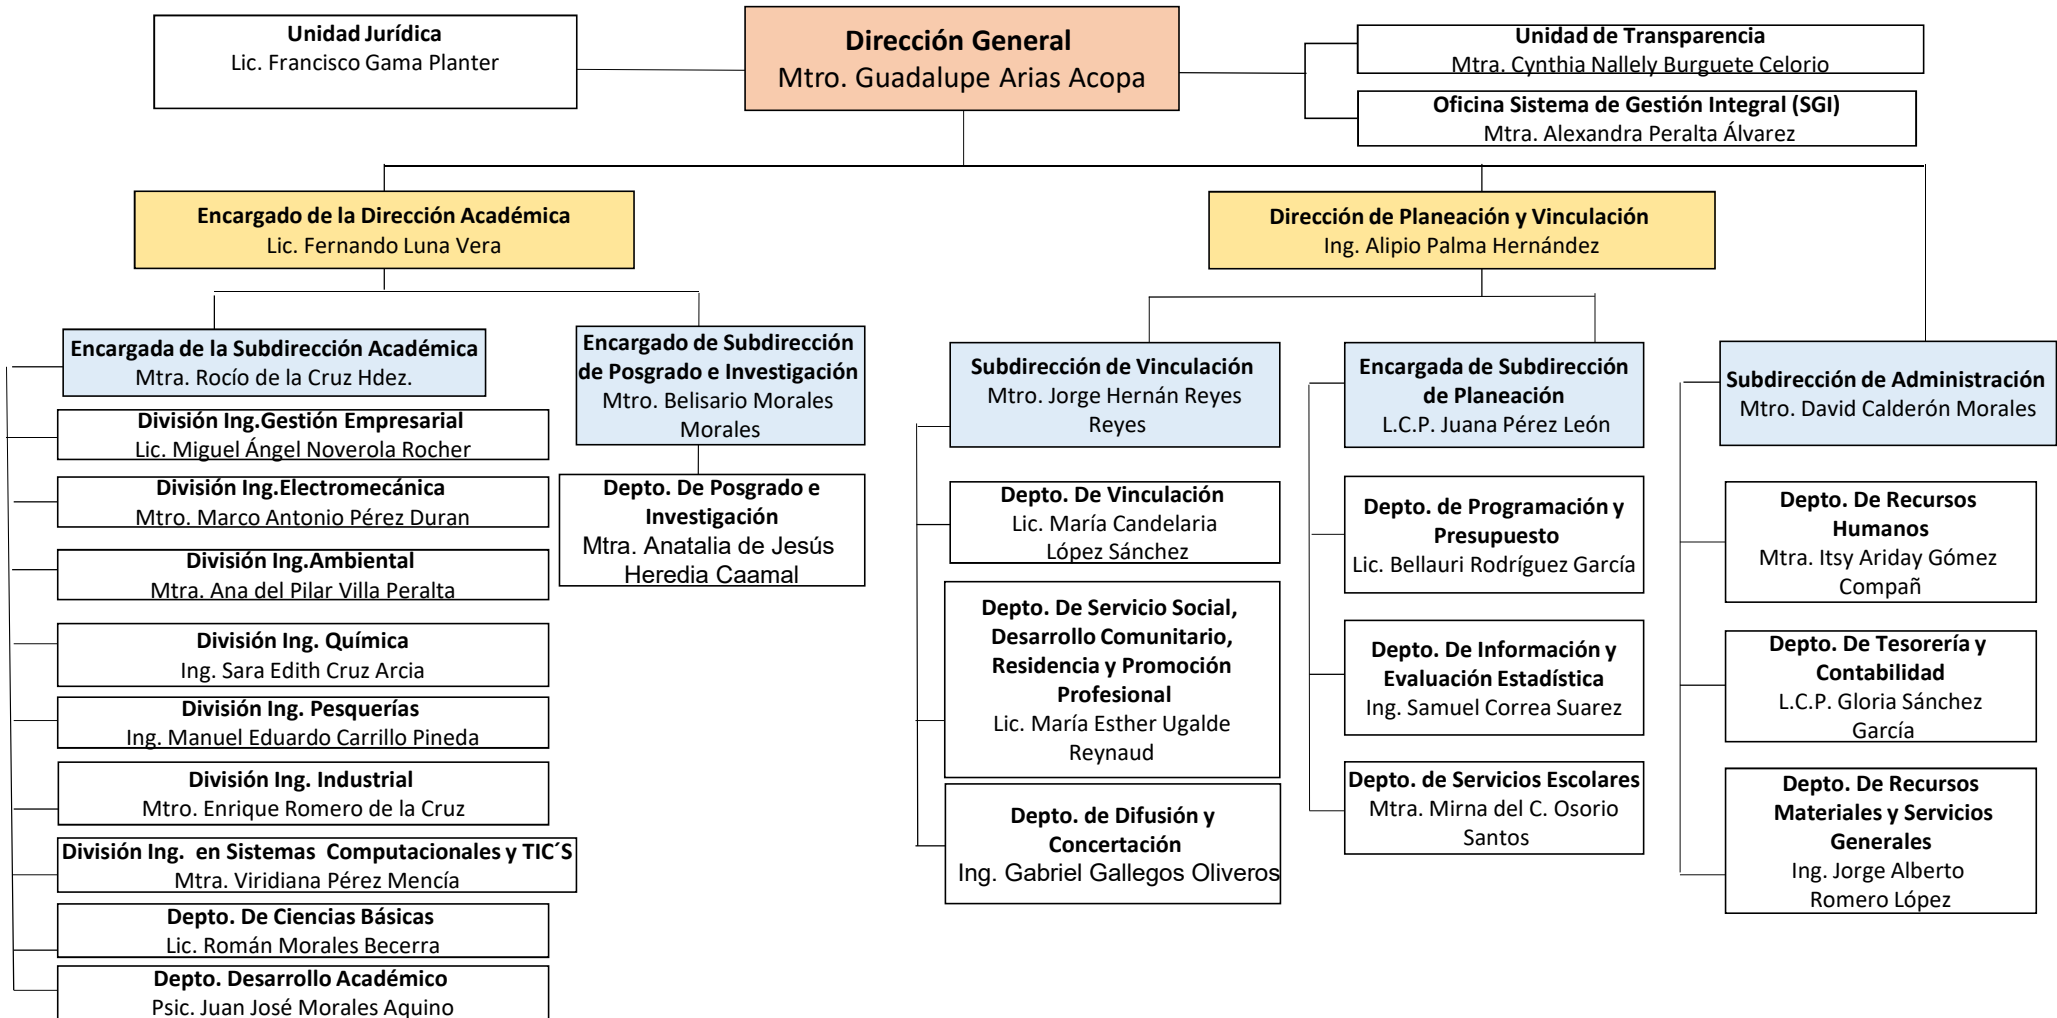 Unidad Jurídica
Lic. Francisco Gama Planter
Dirección General
Mtro. Guadalupe Arias Acopa
Unidad de Transparencia
Mtra. Cynthia Nallely Burguete Celorio
Oficina Sistema de Gestión Integral (SGI)
Mtra. Alexandra Peralta Álvarez
Encargado de la Dirección Académica
Lic. Fernando Luna Vera
Dirección de Planeación y Vinculación
Ing. Alipio Palma Hernández
Encargada de la Subdirección Académica
Mtra. Rocío de la Cruz Hdez.
División Ing.Gestión Empresarial
Lic. Miguel Ángel Noverola Rocher
División Ing.Electromecánica
Mtro. Marco Antonio Pérez Duran
División Ing.Ambiental
Mtra. Ana del Pilar Villa Peralta
División Ing. Química
Ing. Sara Edith Cruz Arcia
División Ing. Pesquerías
Ing. Manuel Eduardo Carrillo Pineda
División Ing. Industrial
Mtro. Enrique Romero de la Cruz
División Ing. en Sistemas Computacionales y TIC´S
Mtra. Viridiana Pérez Mencía
Depto. De Ciencias Básicas
Lic. Román Morales Becerra
Depto. Desarrollo Académico
Psic. Juan José Morales Aquino
Encargado de Subdirección
de Posgrado e Investigación
Mtro. Belisario Morales
Morales
Depto. De Posgrado e
Investigación
Mtra. Anatalia de Jesús
Heredia Caamal
Subdirección de Vinculación
Mtro. Jorge Hernán Reyes
Reyes
Depto. De Vinculación
Lic. María Candelaria
López Sánchez
Depto. De Servicio Social,
Desarrollo Comunitario,
Residencia y Promoción
Profesional
Lic. María Esther Ugalde
Reynaud
Depto. de Difusión y
Concertación
Ing. Gabriel Gallegos Oliveros
Encargada de Subdirección
de Planeación
L.C.P. Juana Pérez León
Depto. de Programación y
Presupuesto
Lic. Bellauri Rodríguez García
Depto. De Información y
Evaluación Estadística
Ing. Samuel Correa Suarez
Depto. de Servicios Escolares
Mtra. Mirna del C. Osorio
Santos
Subdirección de Administración
Mtro. David Calderón Morales
Depto. De Recursos
Humanos
Mtra. Itsy Ariday Gómez
Compañ
Depto. De Tesorería y
Contabilidad
L.C.P. Gloria Sánchez
García
Depto. De Recursos
Materiales y Servicios
Generales
Ing. Jorge Alberto
Romero López